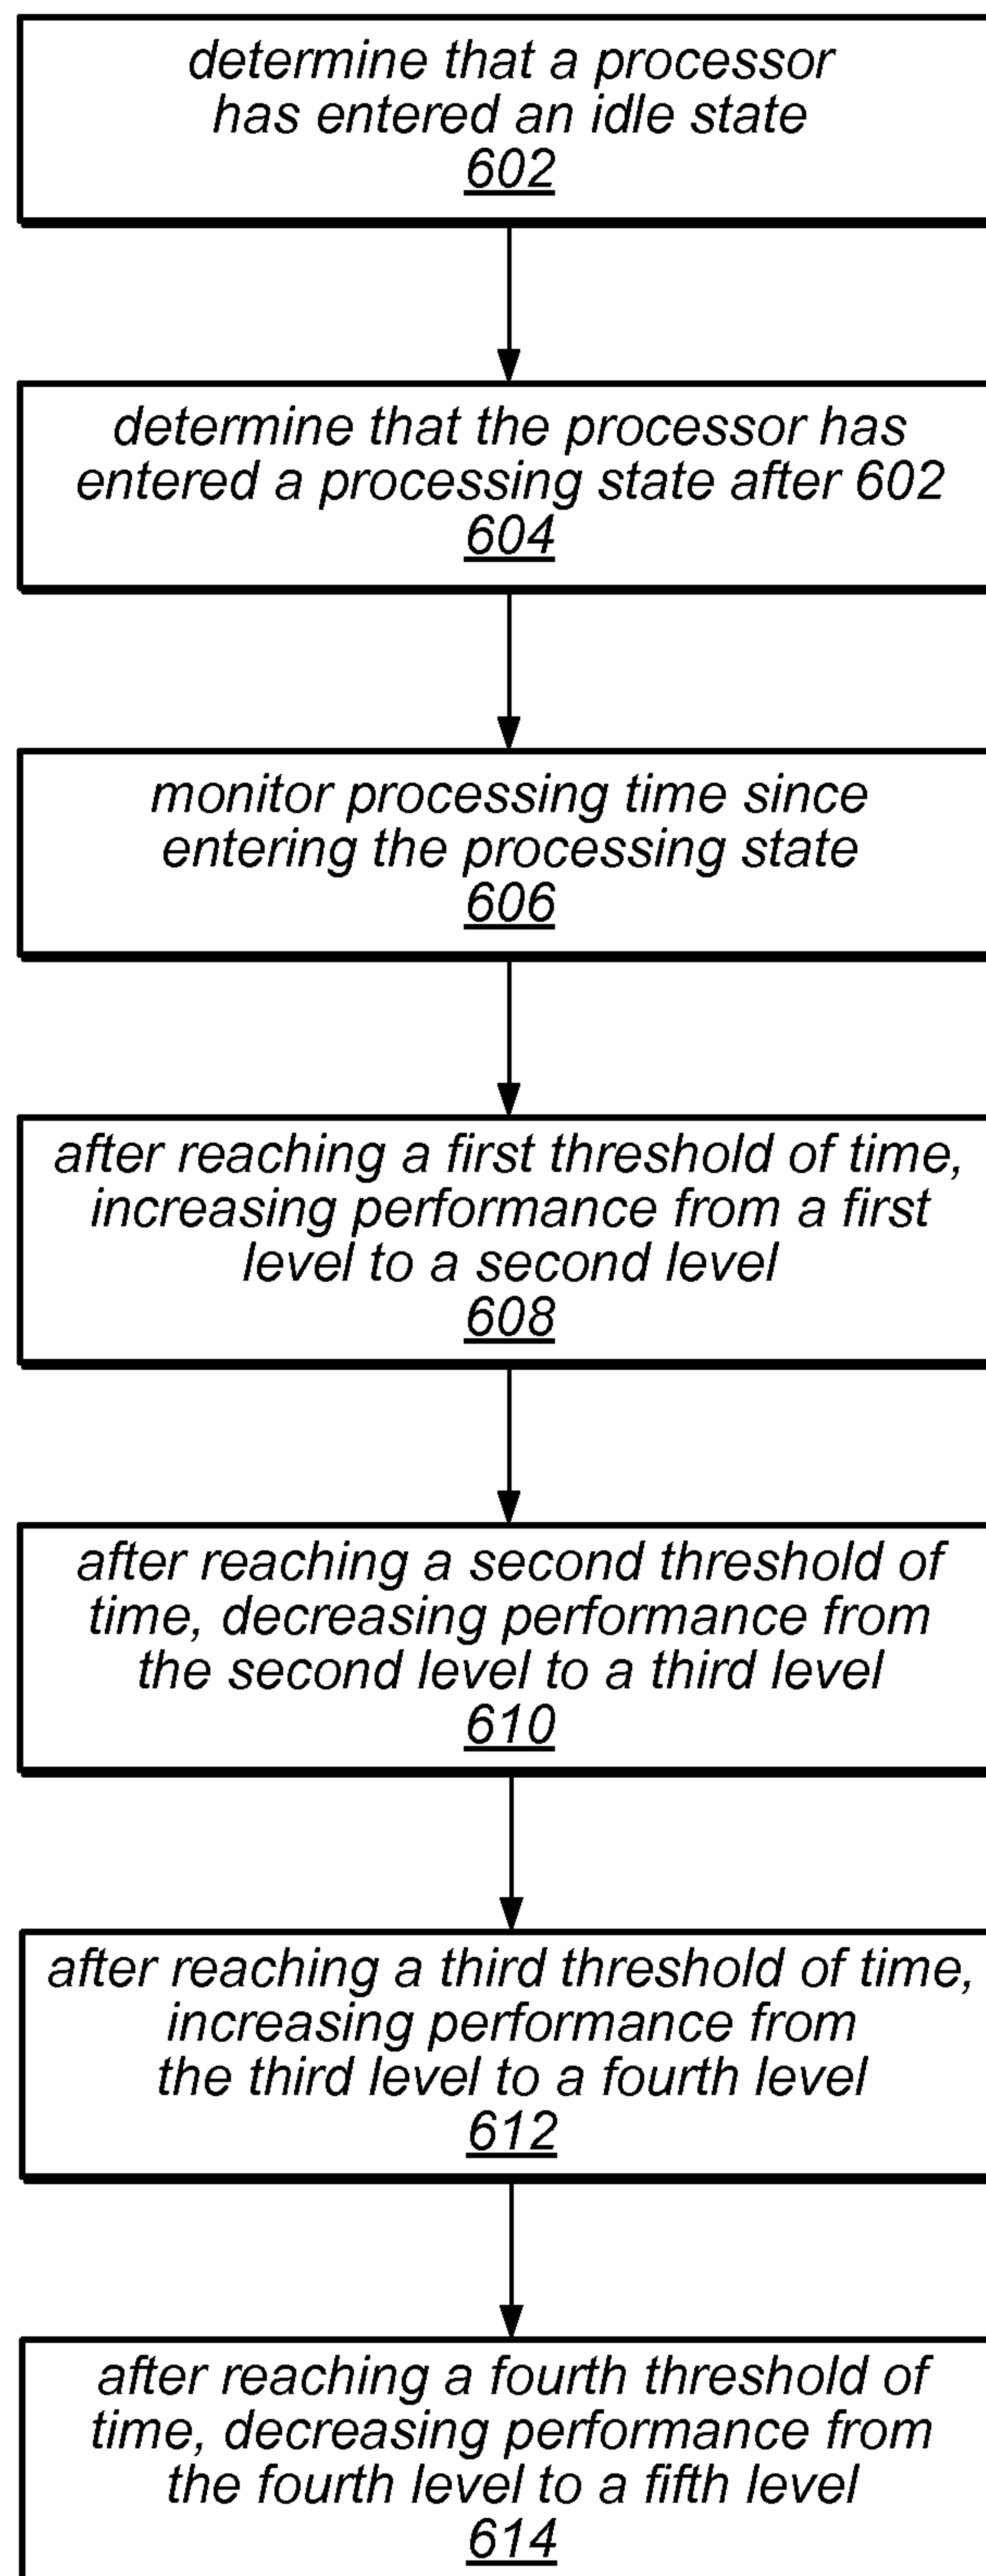 determine that a processor
has entered an idle state
602
determine that the processor has
entered a processing state after 602
604
monitor processing time since
entering the processing state
606
after reaching a first threshold of time,
increasing performance from a first
level to a second level
608
after reaching a second threshold of
time, decreasing performance from
the second level to a third level
610
after reaching a third threshold of time,
increasing performance from
the third level to a fourth level
612
after reaching a fourth threshold of
time, decreasing performance from
the fourth level to a fifth level
614